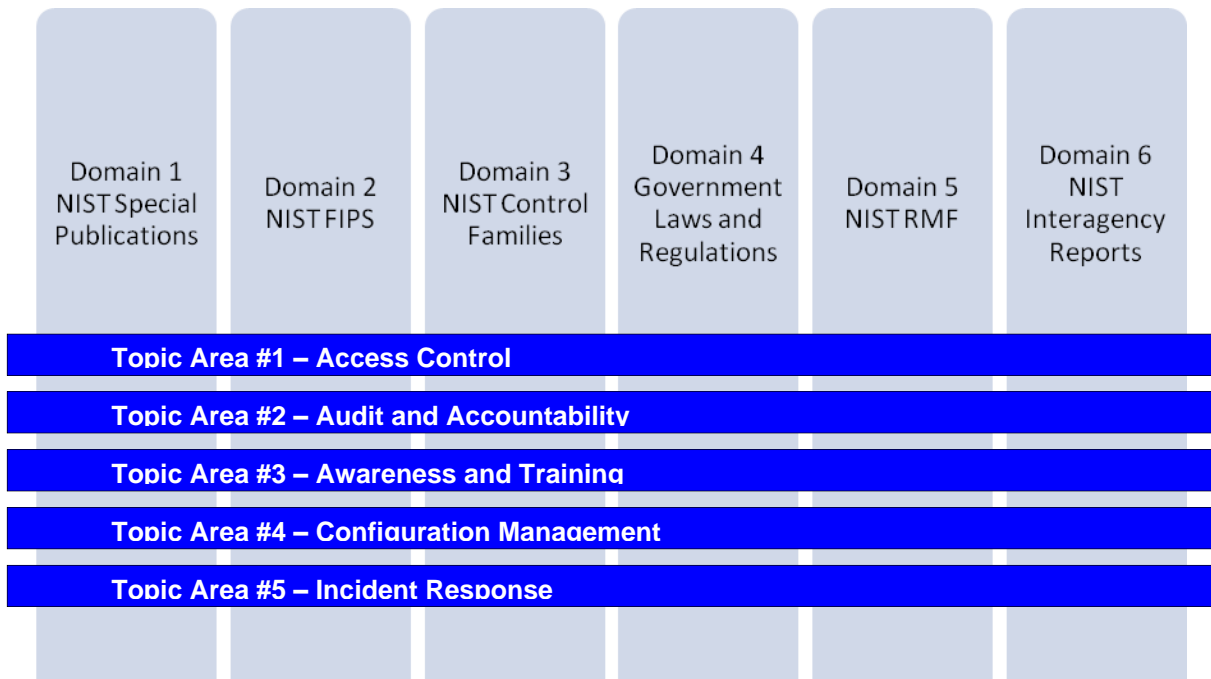 Domain 1
NIST Special
Publications
Domain 2
NIST FIPS
Domain 3
NIST Control
Families
Domain 4
Government
Laws and
Regulations
Domain 5
NIST RMF
Domain 6
NIST
Interagency
Reports
Topic Area #1 – Access Control
Topic Area #2 – Audit and Accountability
Topic Area #3 – Awareness and Training
Topic Area #4 – Configuration Management
Topic Area #5 – Incident Response